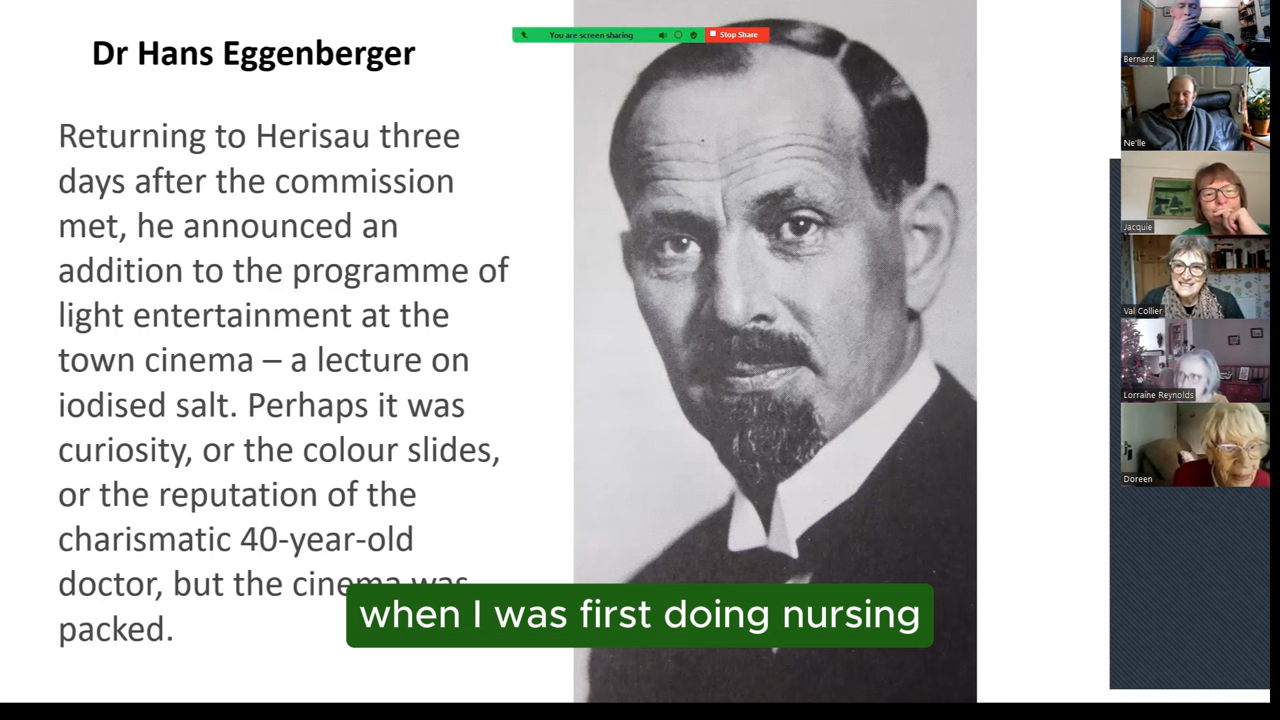 Dr Hans Eggenberger
You are screen sharing
Stop Share
Returning to Herisau three
days after the commission
met, he announced an
addition to the programme of
light entertainment at the
town cinema – a lecture on
iodised salt. Perhaps it was
curiosity, or the colour slides,
or the reputation of the
charismatic 40-year-old
doctor, but the cinema was
packed.
when I was first doing nursing
Bernard
Ne'lle
Jacquie
Val Collier
Lorraine Reynolds
Doreen